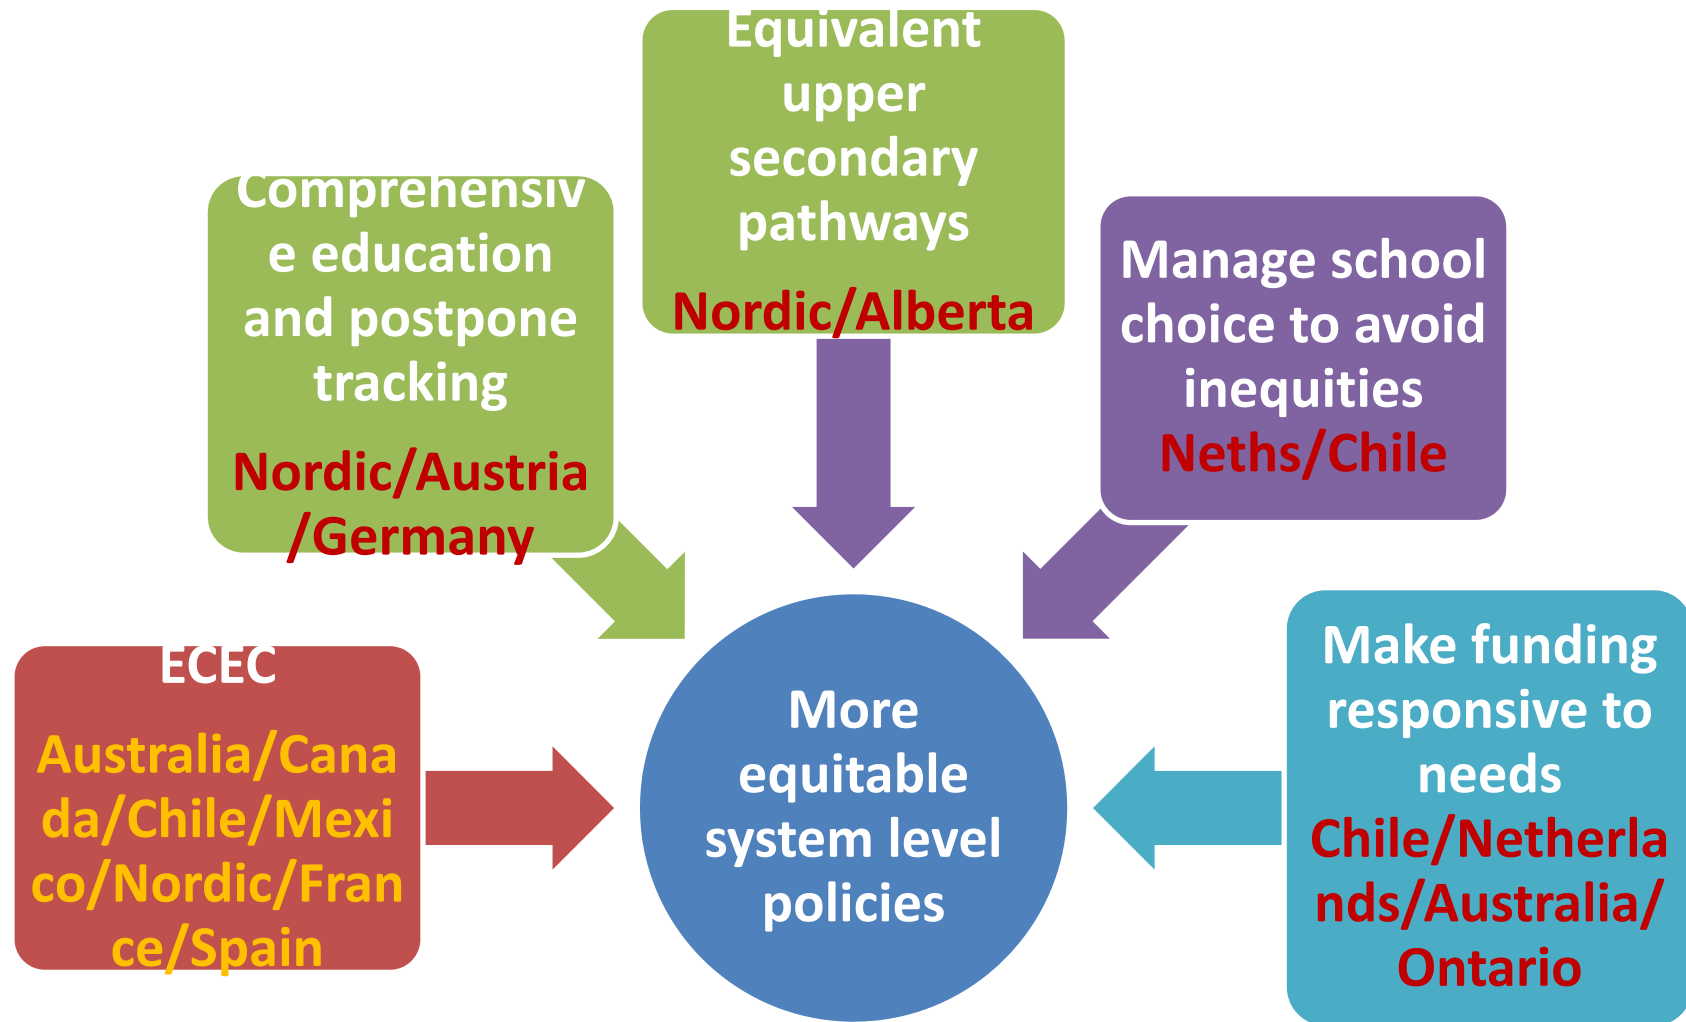 Equivalent
upper
secondary
pathways
Nordic/Alberta
Comprehensiv
e education
and postpone
tracking
Nordic/Austria
/Germany
Manage school
choice to avoid
inequities
Neths/Chile
ECEC
Australia/Cana
da/Chile/Mexi
co/Nordic/Fran
ce/Spain
More
equitable
system level
policies
Make funding
responsive to
needs
Chile/Netherla
nds/Australia/
Ontario